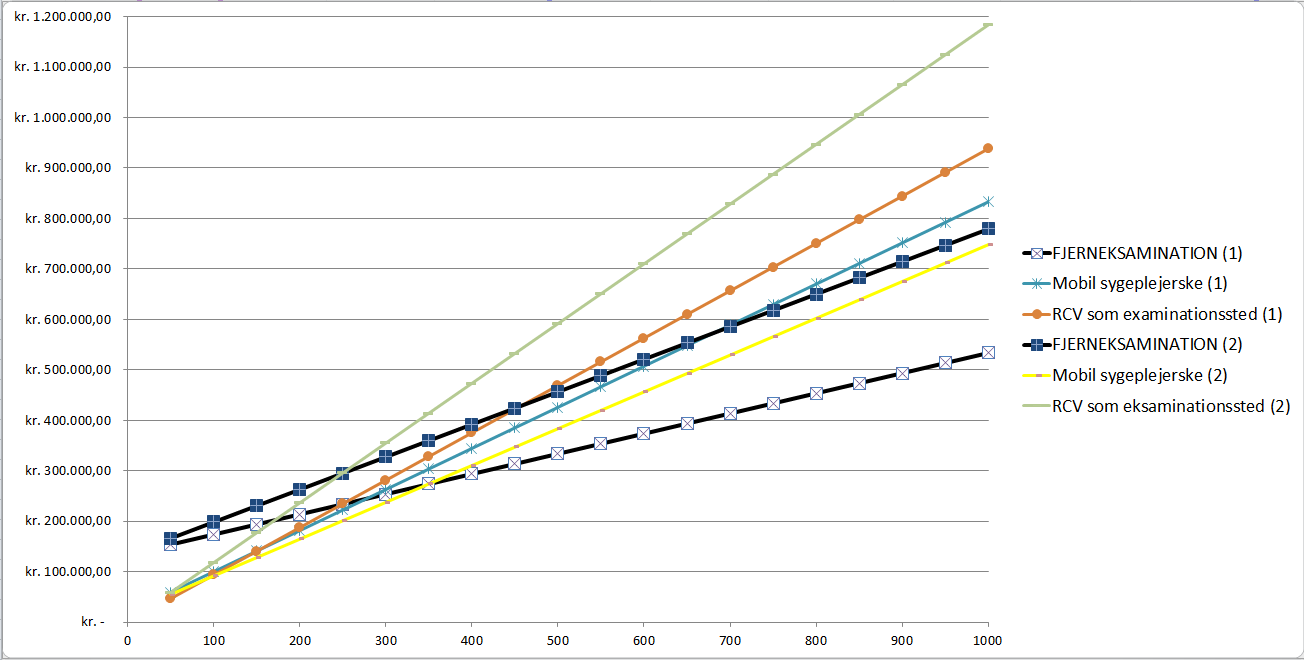 kr. 1.200.000,00
kr. 1.100.000,00
kr. 1.000.000,00
kr. 900.000,00
kr. 800.000,00
kr. 700.000,00
kr. 600.000,00
kr. 500.000,00
kr. 400.000,00
kr. 300.000,00
kr. 200.000,00
kr. 100.000,00
kr. -
0 100 200 300 400 500 600 700 800 900 1000
FJERNEKSAMINATION (1)
Mobil sygeplejerske (1)
RCV som examinationssted (1)
FJERNEKSAMINATION (2)
Mobil sygeplejerske (2)
RCV som eksaminationssted (2)